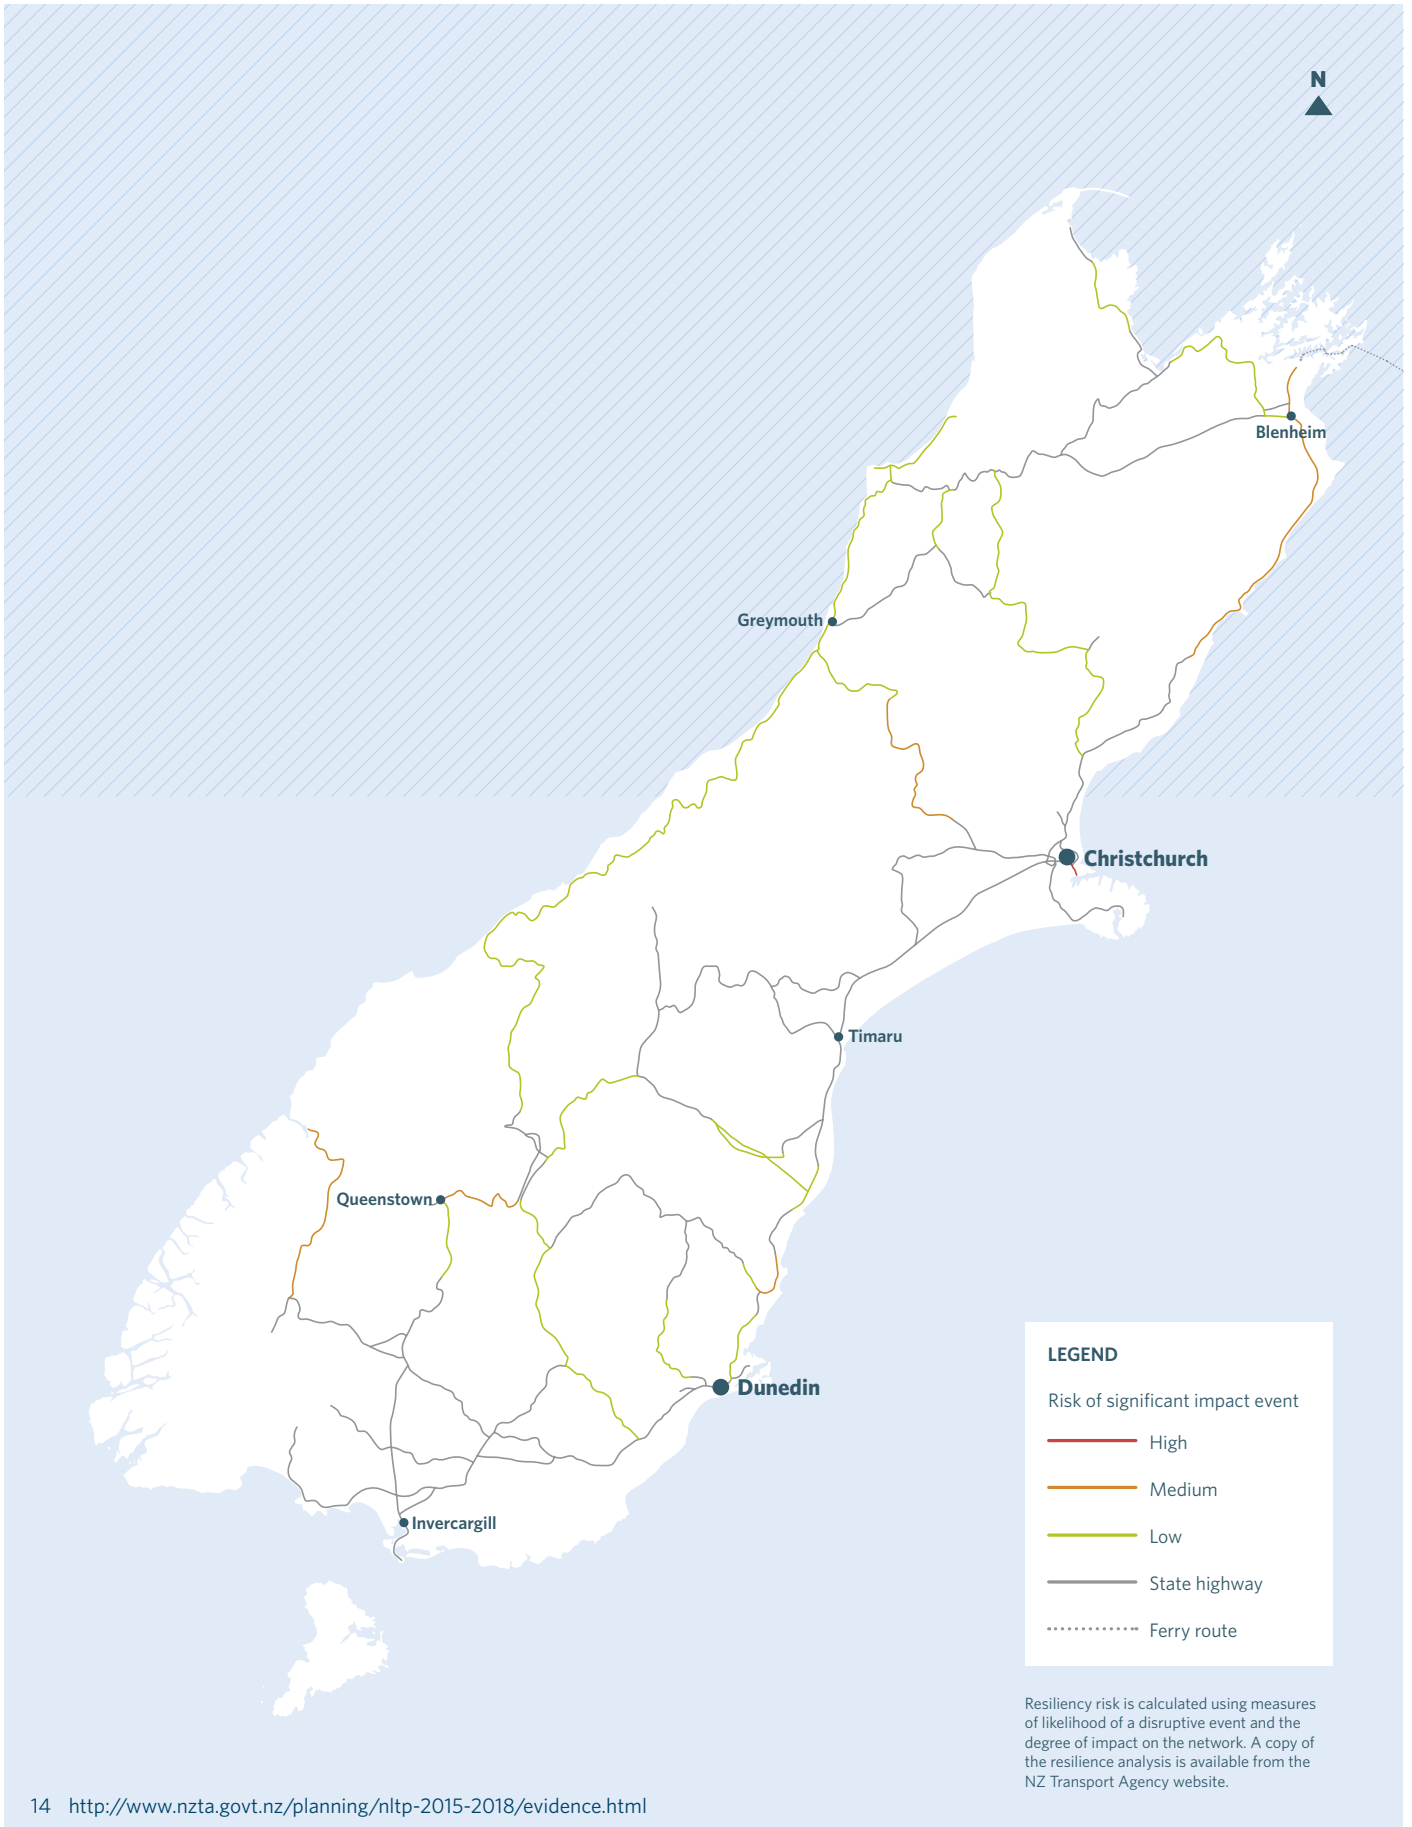 N
Blenheim
Greymouth
Christchurch
Timaru
Queenstown
Dunedin
Invercargill
LEGEND
Risk of significant impact event
High
Medium
Low
State highway
Ferry route
Resiliency risk is calculated using measures
of likelihood of a disruptive event and the
degree of impact on the network. A copy of
the resilience analysis is available from the
NZ Transport Agency website.
14 http://www.nzta.govt.nz/planning/nltp-2015-2018/evidence.html